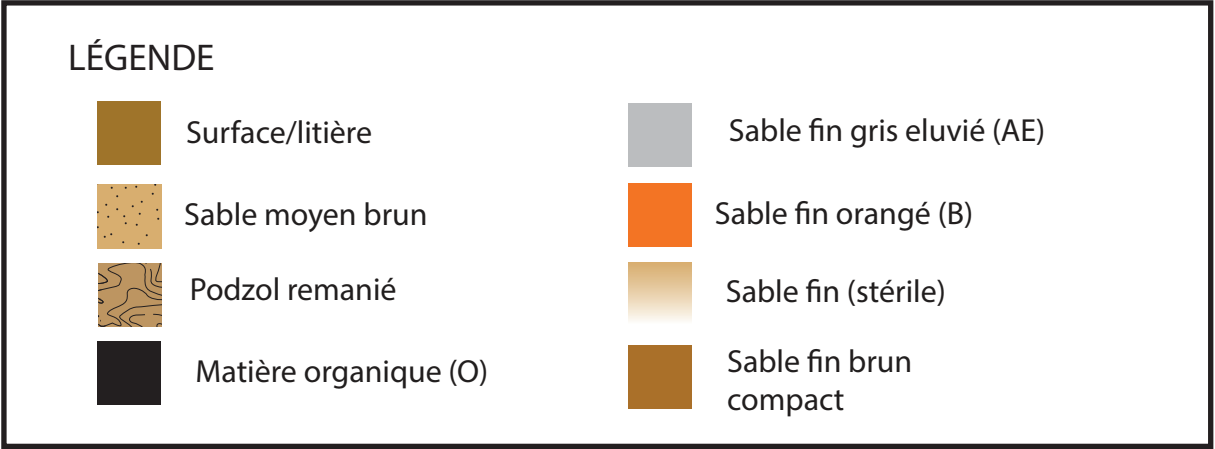 LÉGENDE
Surface/litière
Sable moyen brun
Podzol remanié
Matière organique (O)
Sable fin gris eluvié (AE)
Sable fin orangé (B)
Sable fin (stérile)
Sable fin brun
compact